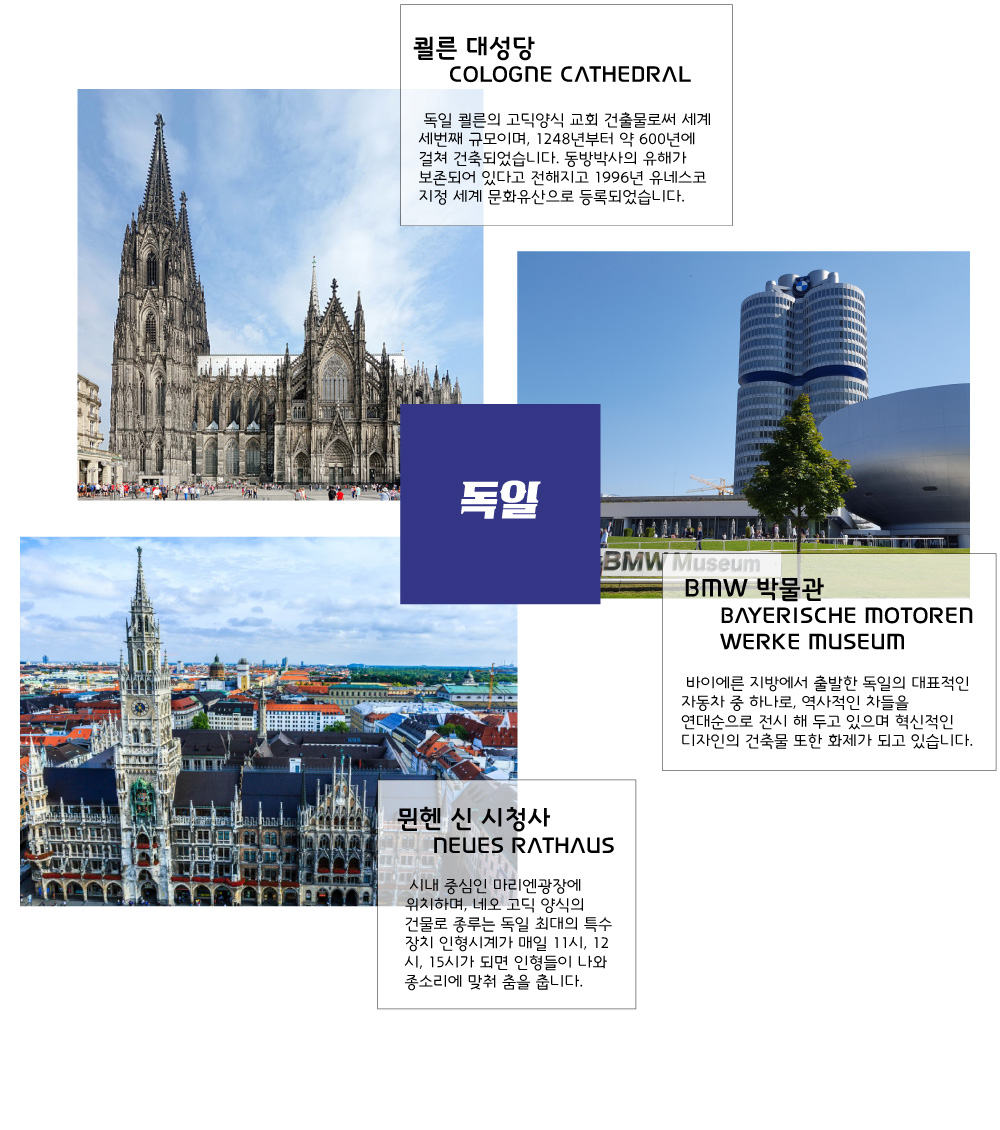 쾰른 대성당
COLOGNE CATHEDRAL
독일 쾰른의 고딕양식 교회 건출물로써 세계
세번째 규모이며, 1248년부터 약 600년에
걸쳐 건축되었습니다. 동방박사의 유해가
보존되어 있다고 전해지고 1996년 유네스코
지정 세계 문화유산으로 등록되었습니다.
독일
BMW Museum
BMW 박물관
BAYERISCHE MOTOREN
WERKE MUSEUM
바이에른 지방에서 출발한 독일의 대표적인
자동차 중 하나로, 역사적인 차들을
연대순으로 전시 해 두고 있으며 혁신적인
디자인의 건축물 또한 화제가 되고 있습니다.
뮌헨 신 시청사
NEUES RATHAUS
시내 중심인 마리엔광장에
위치하며, 네오 고딕 양식의
건물로 종루는 독일 최대의 특수
장치 인형시계가 매일 11시, 12
시, 15시가 되면 인형들이 나와
종소리에 맞춰 춤을 춥니다.